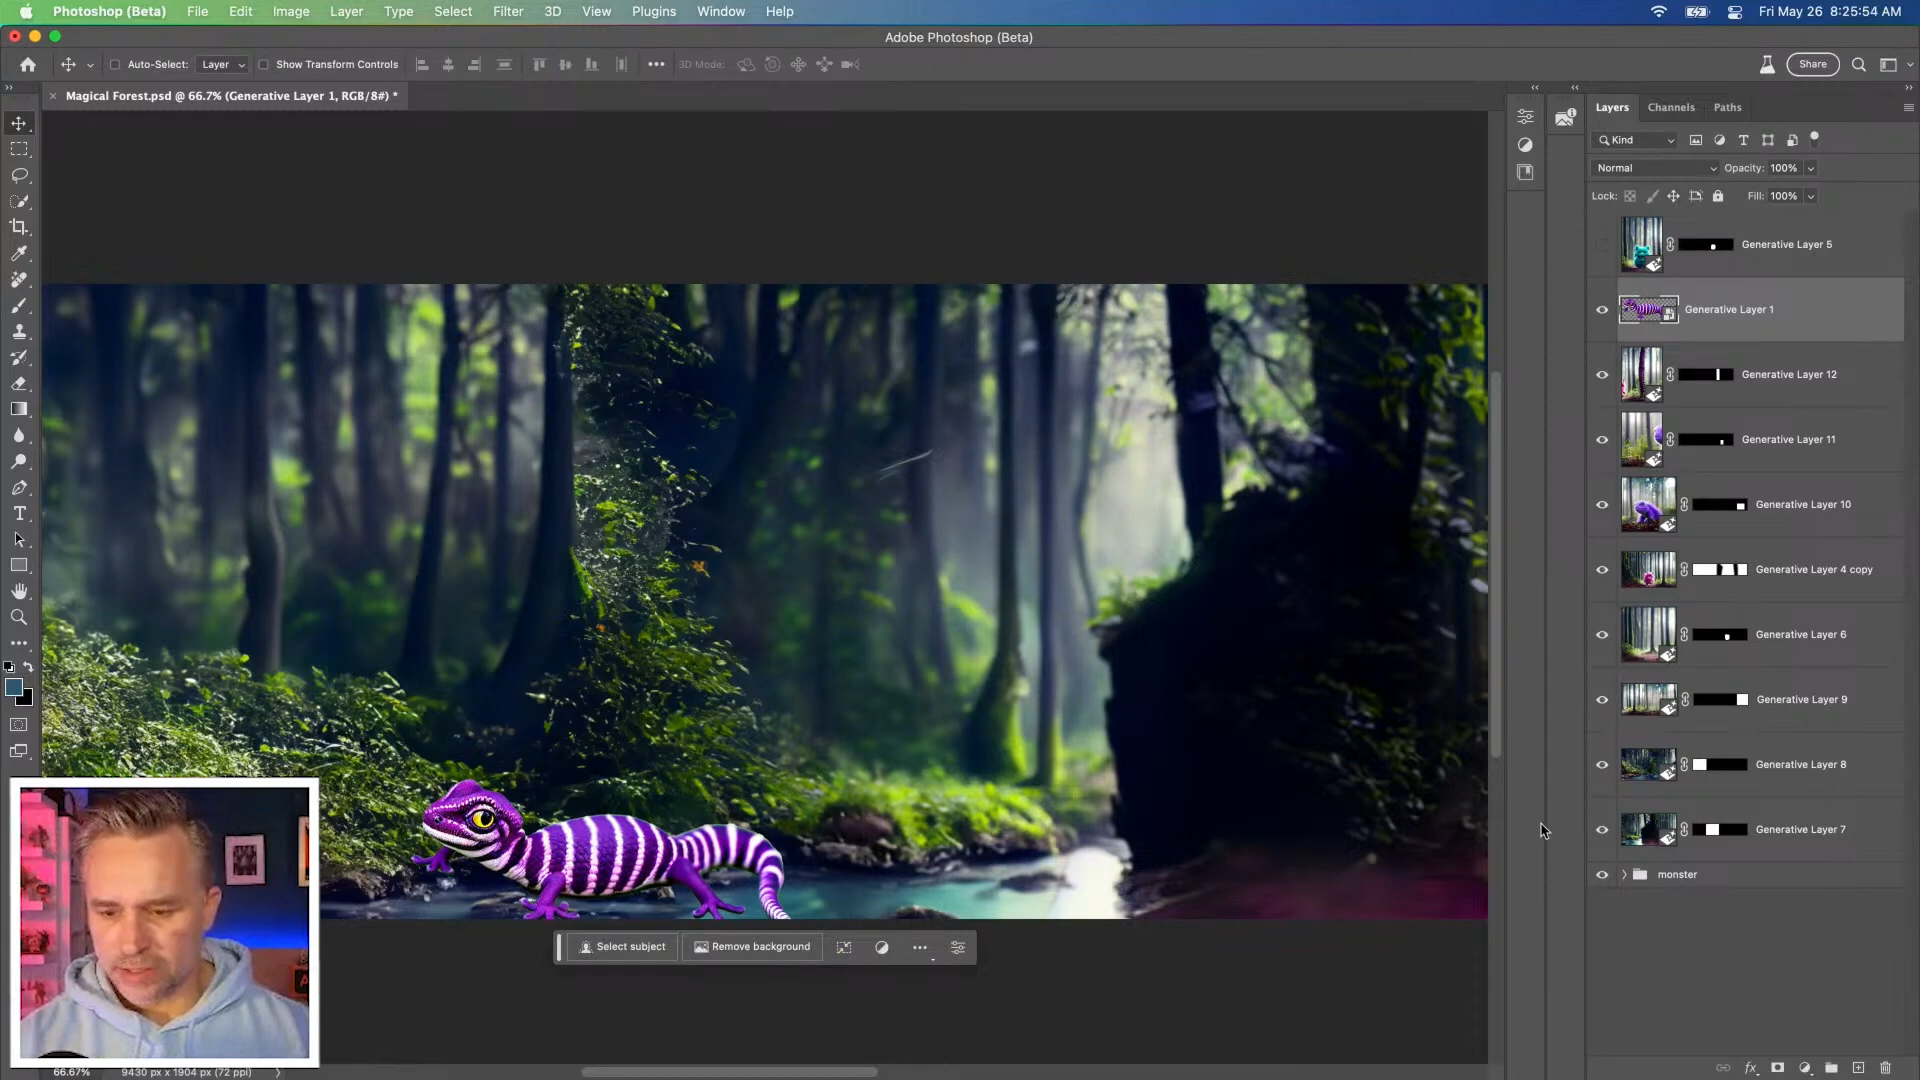 Photoshop (Beta) File Edit Image Layer Type Select Filter 3D View Plugins Window Help Fri May 26 8:25:54 AM
Adobe Photoshop (Beta)
Auto-Select: Layer Show Transform Controls 3D Mode: Share
× Magical Forest.psd @ 66.7% (Generative Layer 1, RGB/8#) *
Layers Channels Paths
Kind
Normal Opacity: 100%
Lock: Fill: 100%
Generative Layer 5
Generative Layer 1
Generative Layer 12
Generative Layer 11
Generative Layer 10
Generative Layer 4 copy
Generative Layer 6
Generative Layer 9
Generative Layer 8
Generative Layer 7
monster
Select subject Remove background
66.67% 9430 px x 1904 px (72 ppi)